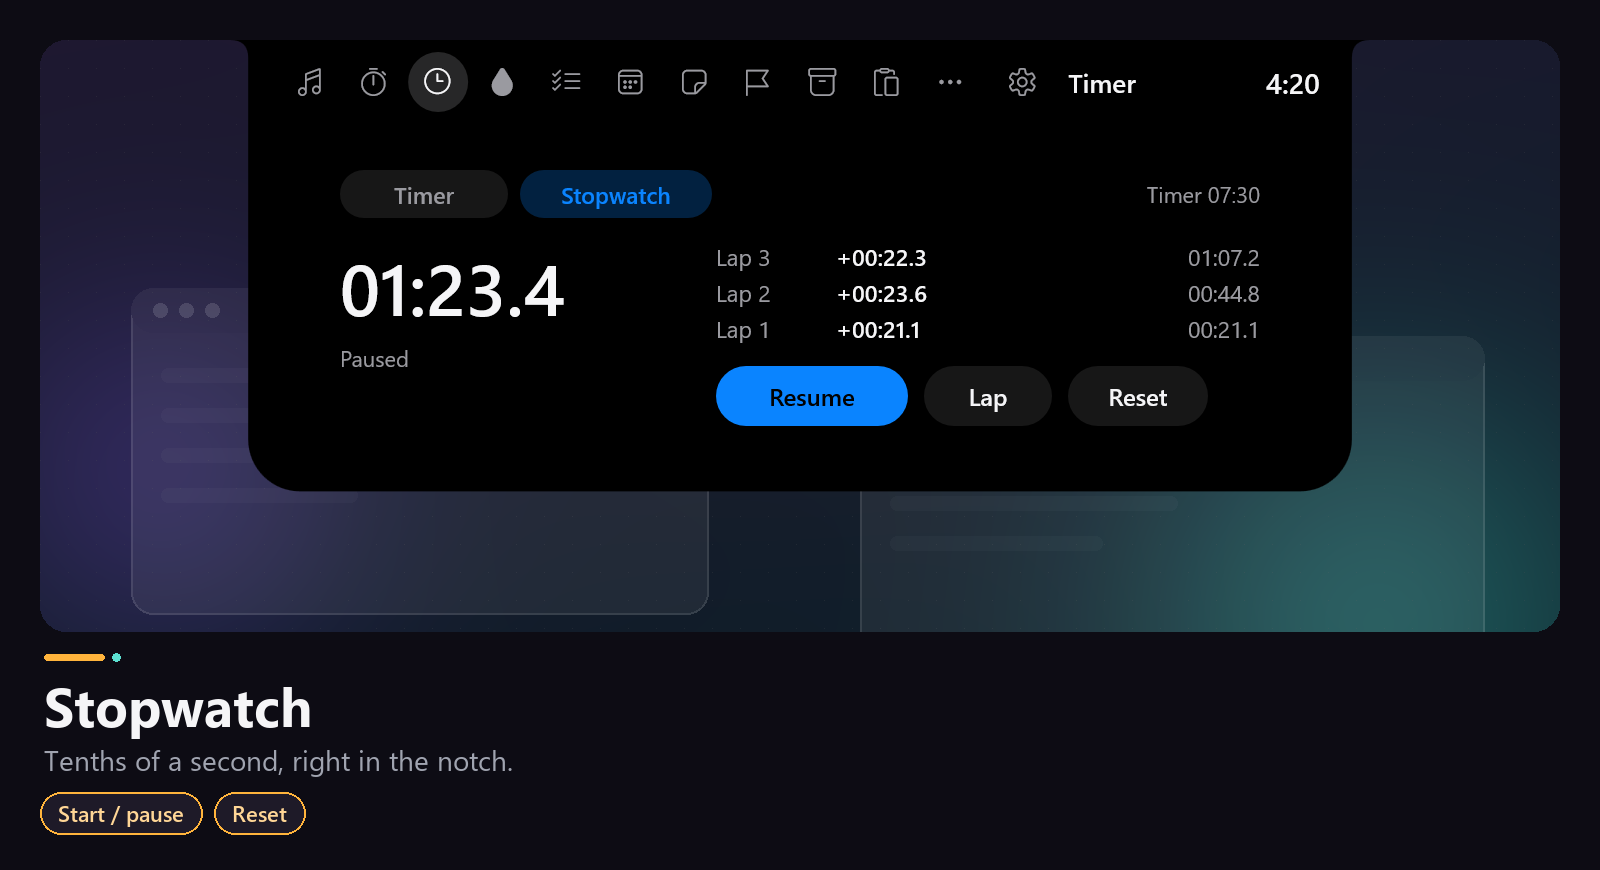 Timer 4:20
Timer Stopwatch Timer 07:30
01:23.4
Paused
Lap 3 +00:22.3 01:07.2
Lap 2 +00:23.6 00:44.8
Lap 1 +00:21.1 00:21.1
Resume Lap Reset
Stopwatch
Tenths of a second, right in the notch.
Start / pause Reset